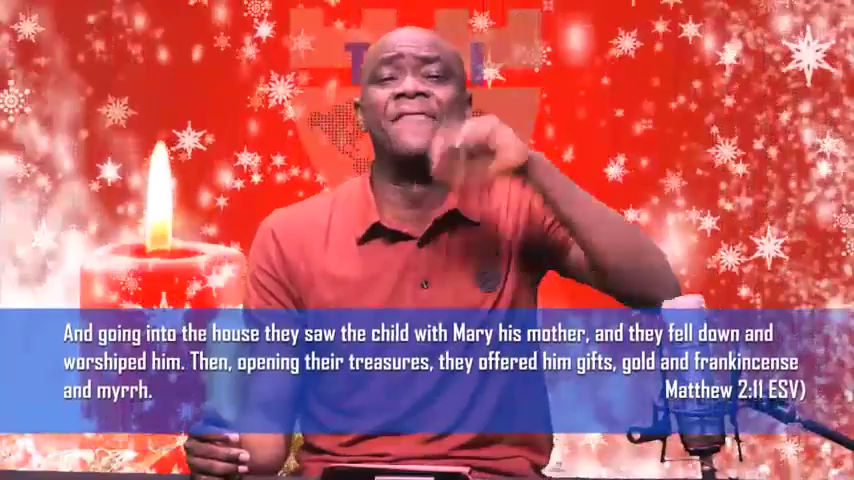 And going into the house they saw the child with Mary his mother, and they fell down and
worshiped him. Then, opening their treasures, they offered him gifts, gold and frankincense
and myrrh. Matthew 2:11 ESV)